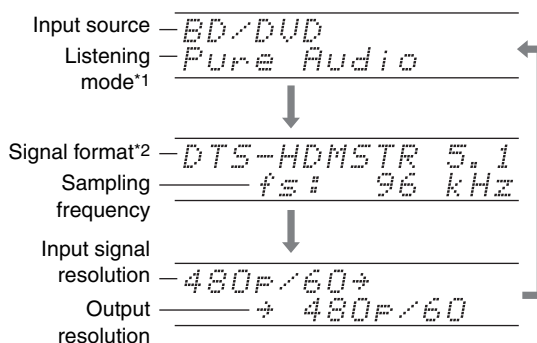 Input source
BD/DVD
Listening
mode*1
Pure Audio
Signal format*2
DTS-HDMSTR 5.1
Sampling
frequency
fs: 96 kHz
Input signal
resolution
480p/60→
Output
resolution
→ 480p/60